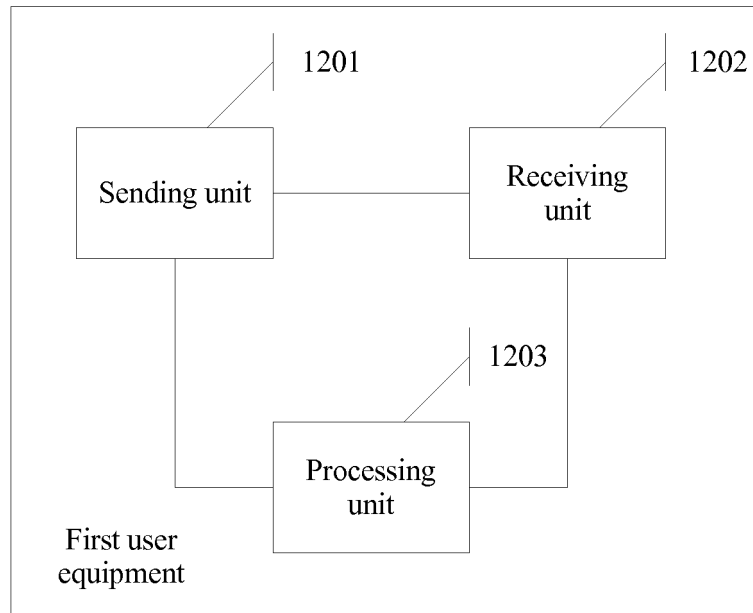 1201
1202
Sending unit
Receiving
unit
1203
Processing
unit
First user
equipment